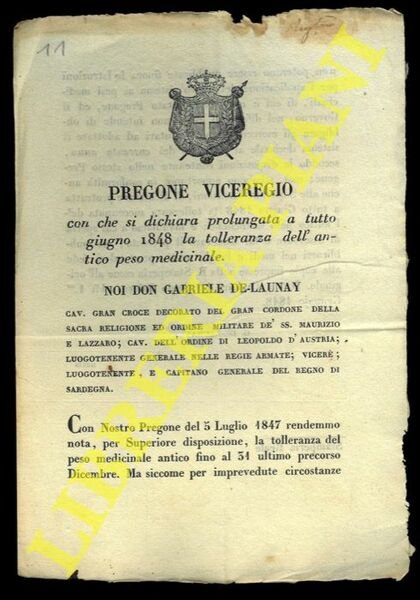 11
PREGONE VICEREGIO
con che si dichiara prolungata a tutto
giugno 1848 la tolleranza dell' an-
tico peso medicinale.
NOI DON GABRIELE DE-LAUNAY
CAV. GRAN CROCE DECORATO DEL GRAN CORDONE DELLA
SACRA RELIGIONE ED ORDINE MILITARE DE' SS. MAURIZIO
E LAZZARO; CAV. DELL'ORDINE DI LEOPOLDO D'AUSTRIA;
LUOGOTENENTE GENERALE NELLE REGIE ARMATE; VICERÈ;
LUOGOTENENTE, E CAPITANO GENERALE DEL REGNO DI
SARDEGNA.
Con Nostro Pregone del 5 Luglio 1847 rendemmo
nota, per Superiore disposizione, la tolleranza del
peso medicinale antico fino al 31 ultimo precorso
Dicembre. Ma siccome per imprevedute circostanze
LIBRERIA PIANI